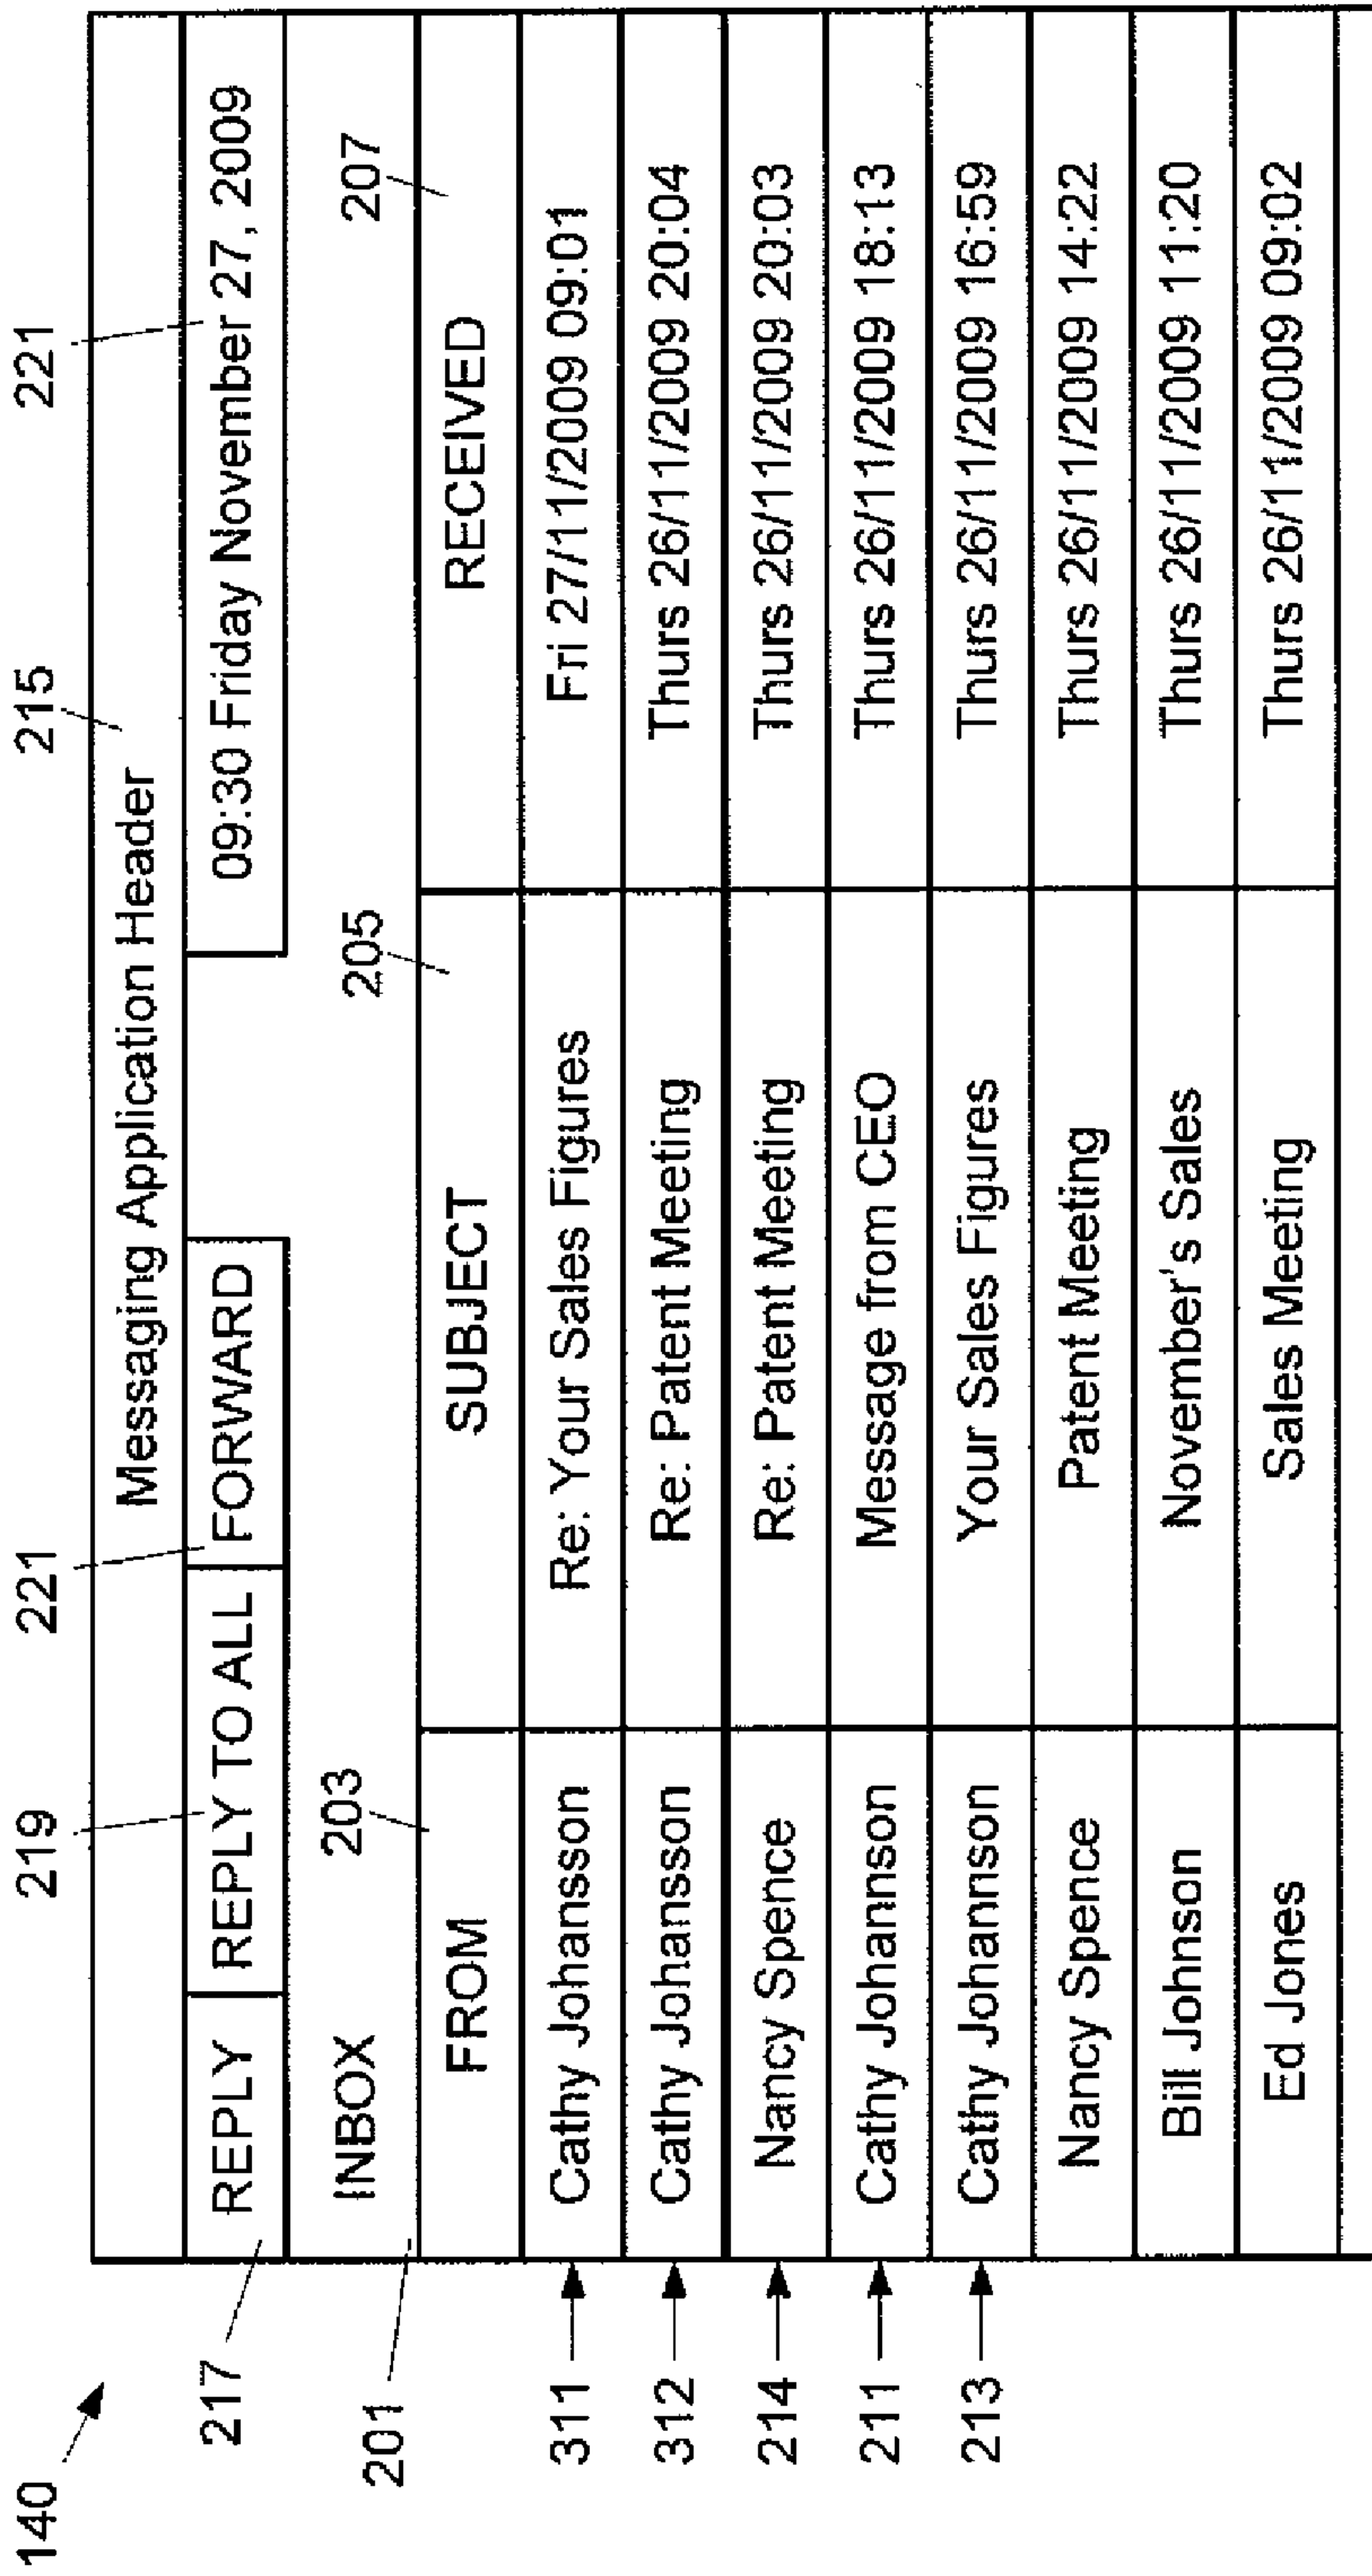 140
219 221 215 221
Messaging Application Header
217 REPLY REPLY TO ALL FORWARD 09:30 Friday November 27, 2009
201 INBOX 203 205 207
FROM SUBJECT RECEIVED
311 Cathy Johansson Re: Your Sales Figures Fri 27/11/2009 09:01
312 Cathy Johansson Re: Patent Meeting Thurs 26/11/2009 20:04
214 Nancy Spence Re: Patent Meeting Thurs 26/11/2009 20:03
211 Cathy Johannson Message from CEO Thurs 26/11/2009 18:13
213 Cathy Johannson Your Sales Figures Thurs 26/11/2009 16:59
Nancy Spence Patent Meeting Thurs 26/11/2009 14:22
Bill Johnson November's Sales Thurs 26/11/2009 11:20
Ed Jones Sales Meeting Thurs 26/11/2009 09:02